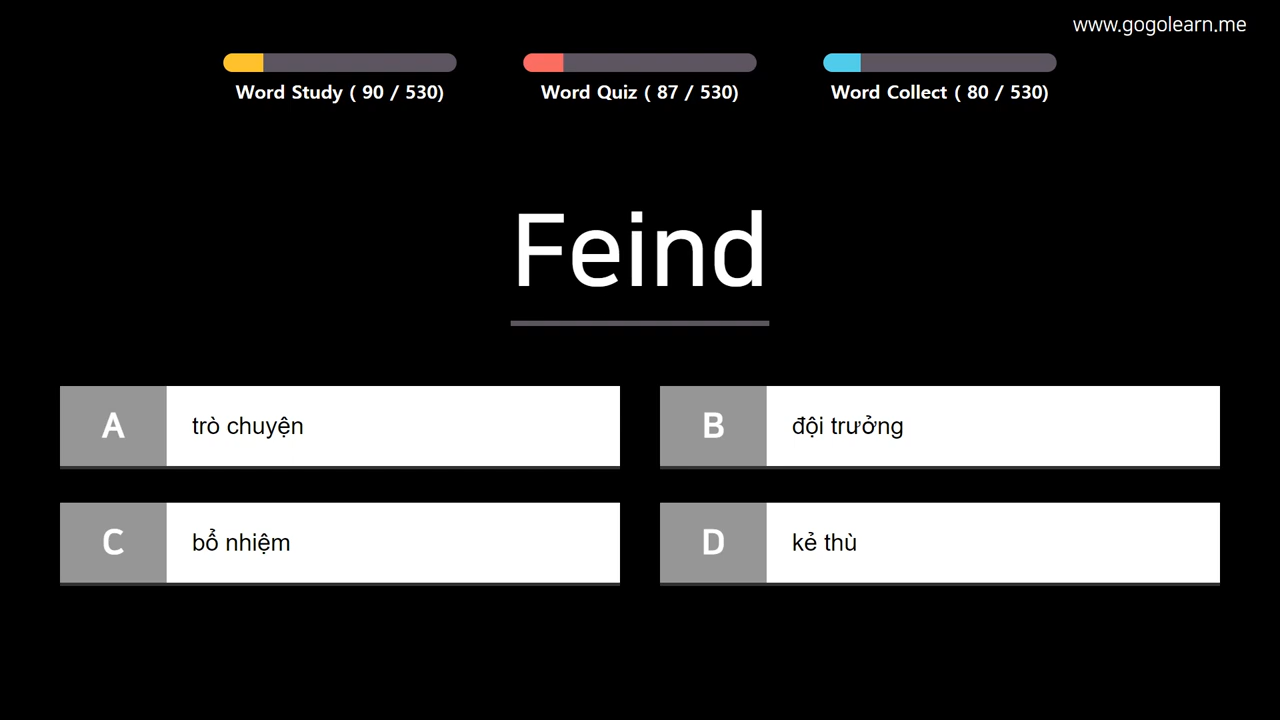 www.gogolearn.me
Word Study ( 90 / 530)
Word Quiz ( 87 / 530)
Word Collect ( 80 / 530)
Feind
A
trò chuyện
B
đội trưởng
C
bổ nhiệm
D
kẻ thù